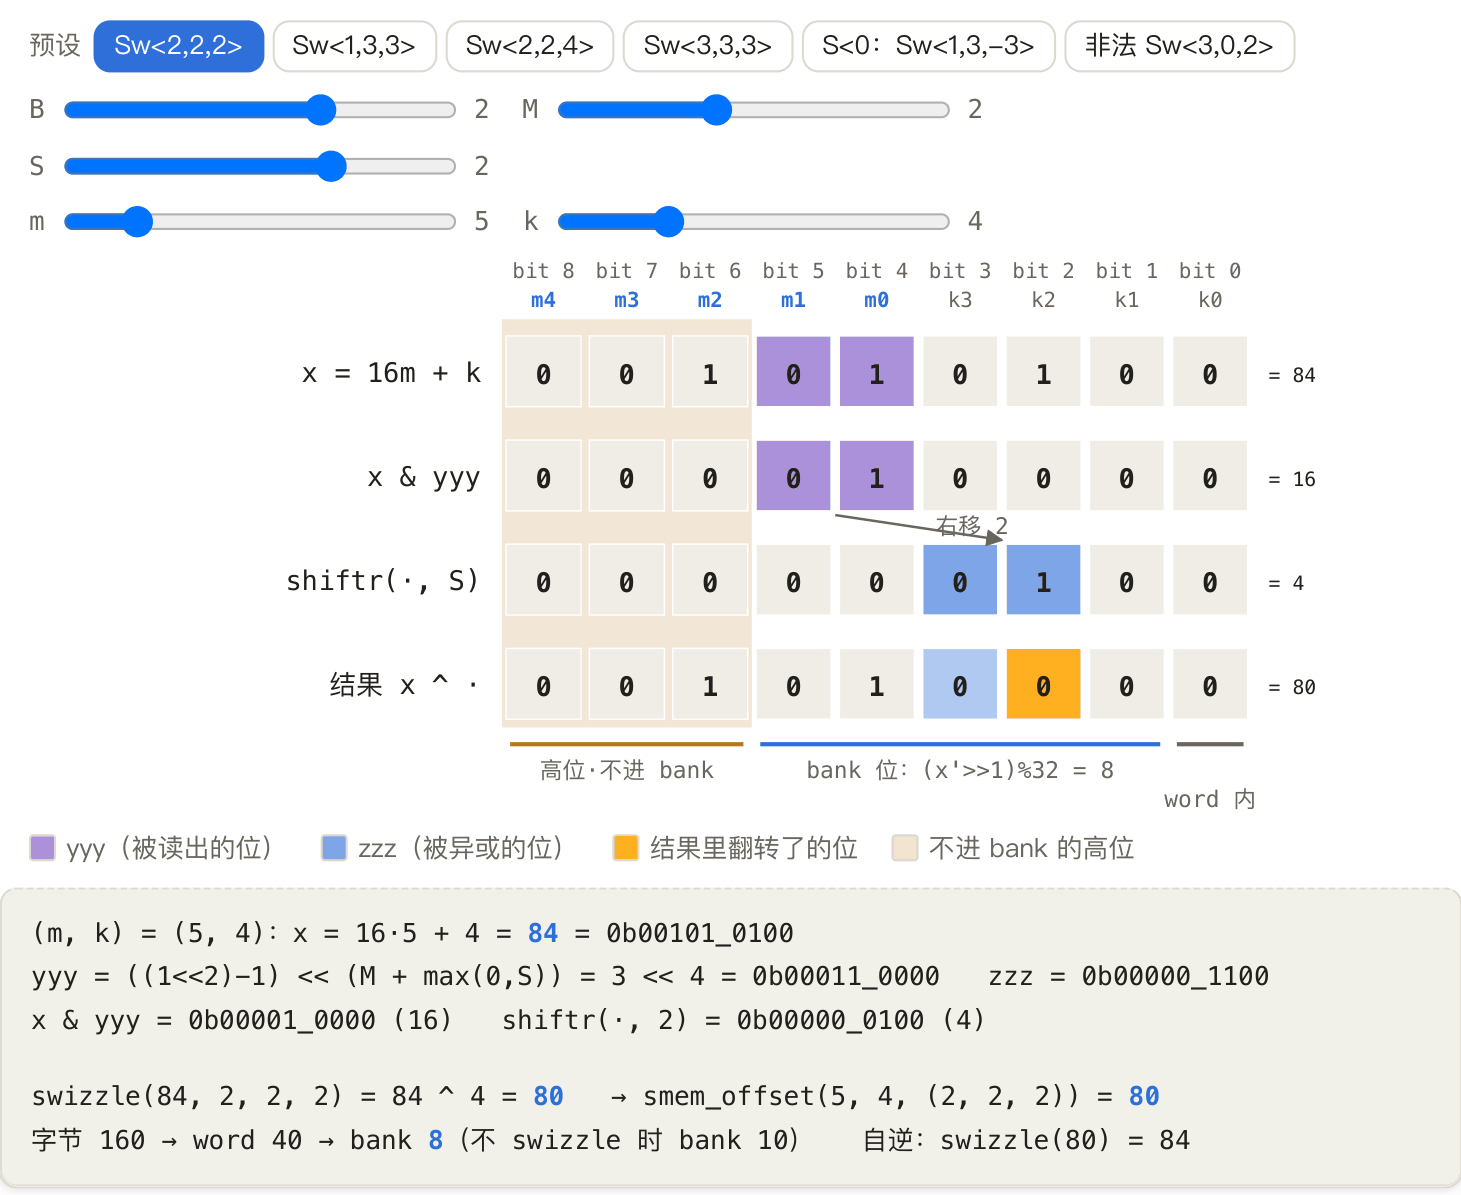 预设 Sw<2,2,2> Sw<1,3,3> Sw<2,2,4> Sw<3,3,3> S<0: Sw<1,3,−3> 非法 Sw<3,0,2>
B 2 M 2
S 2
m 5 k 4
bit 8 bit 7 bit 6 bit 5 bit 4 bit 3 bit 2 bit 1 bit 0
m4 m3 m2 m1 m0 k3 k2 k1 k0
x = 16m + k 0 0 1 0 1 0 1 0 0 = 84
x & yyy 0 0 0 0 1 0 0 0 0 = 16
右移 2
shiftr(·, S) 0 0 0 0 0 0 1 0 0 = 4
结果 x ^ · 0 0 1 0 1 0 0 0 0 = 80
高位·不进 bank bank 位: (x'>>1)%32 = 8
word 内
yyy（被读出的位） zzz（被异或的位） 结果里翻转了的位 不进 bank 的高位
(m, k) = (5, 4): x = 16·5 + 4 = 84 = 0b00101_0100
yyy = ((1<<2)−1) << (M + max(0,S)) = 3 << 4 = 0b00011_0000 zzz = 0b00000_1100
x & yyy = 0b00001_0000 (16) shiftr(·, 2) = 0b00000_0100 (4)
swizzle(84, 2, 2, 2) = 84 ^ 4 = 80 → smem_offset(5, 4, (2, 2, 2)) = 80
字节 160 → word 40 → bank 8（不 swizzle 时 bank 10） 自逆: swizzle(80) = 84